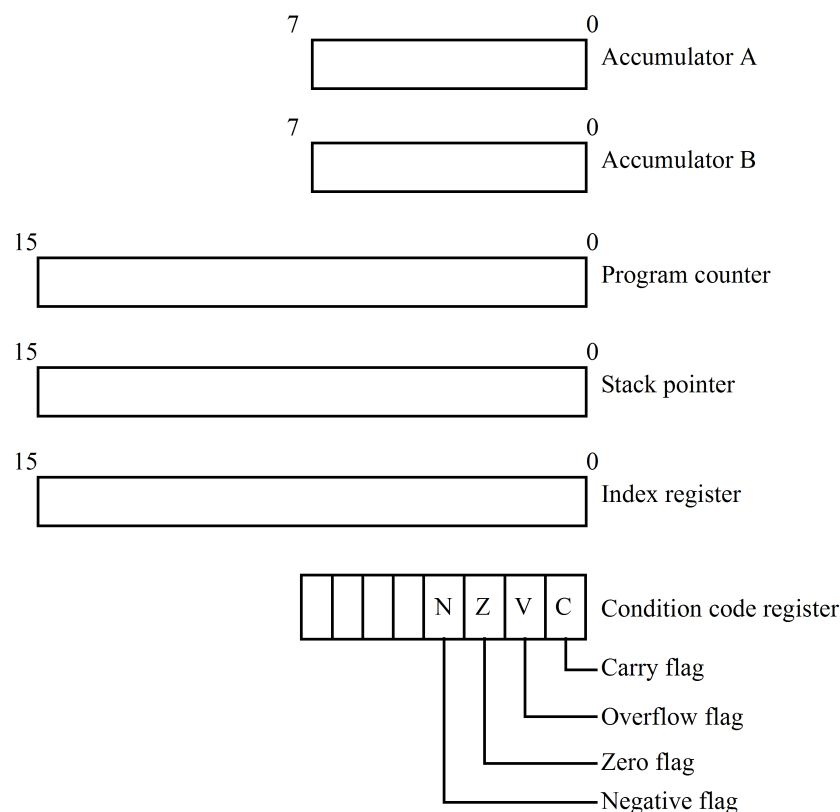 7 0
Accumulator A
7 0
Accumulator B
15 0
Program counter
15 0
Stack pointer
15 0
Index register
N Z V C
Condition code register
Carry flag
Overflow flag
Zero flag
Negative flag